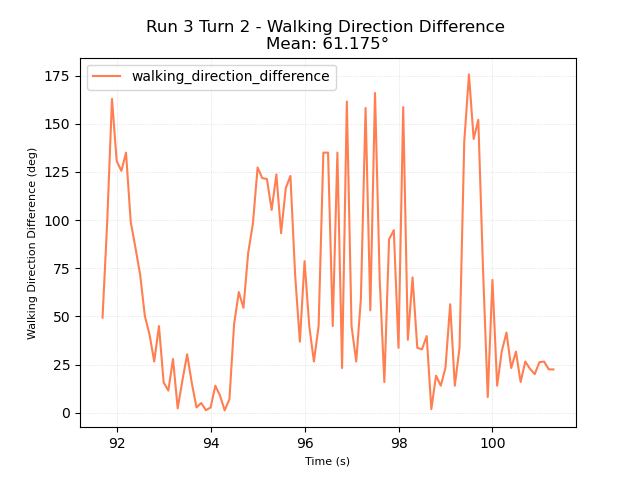 Run 3 Turn 2 - Walking Direction Difference
Mean: 61.175°
walking_direction_difference
Walking Direction Difference (deg)
175
150
125
100
75
50
25
0
92
94
96
98
100
Time (s)